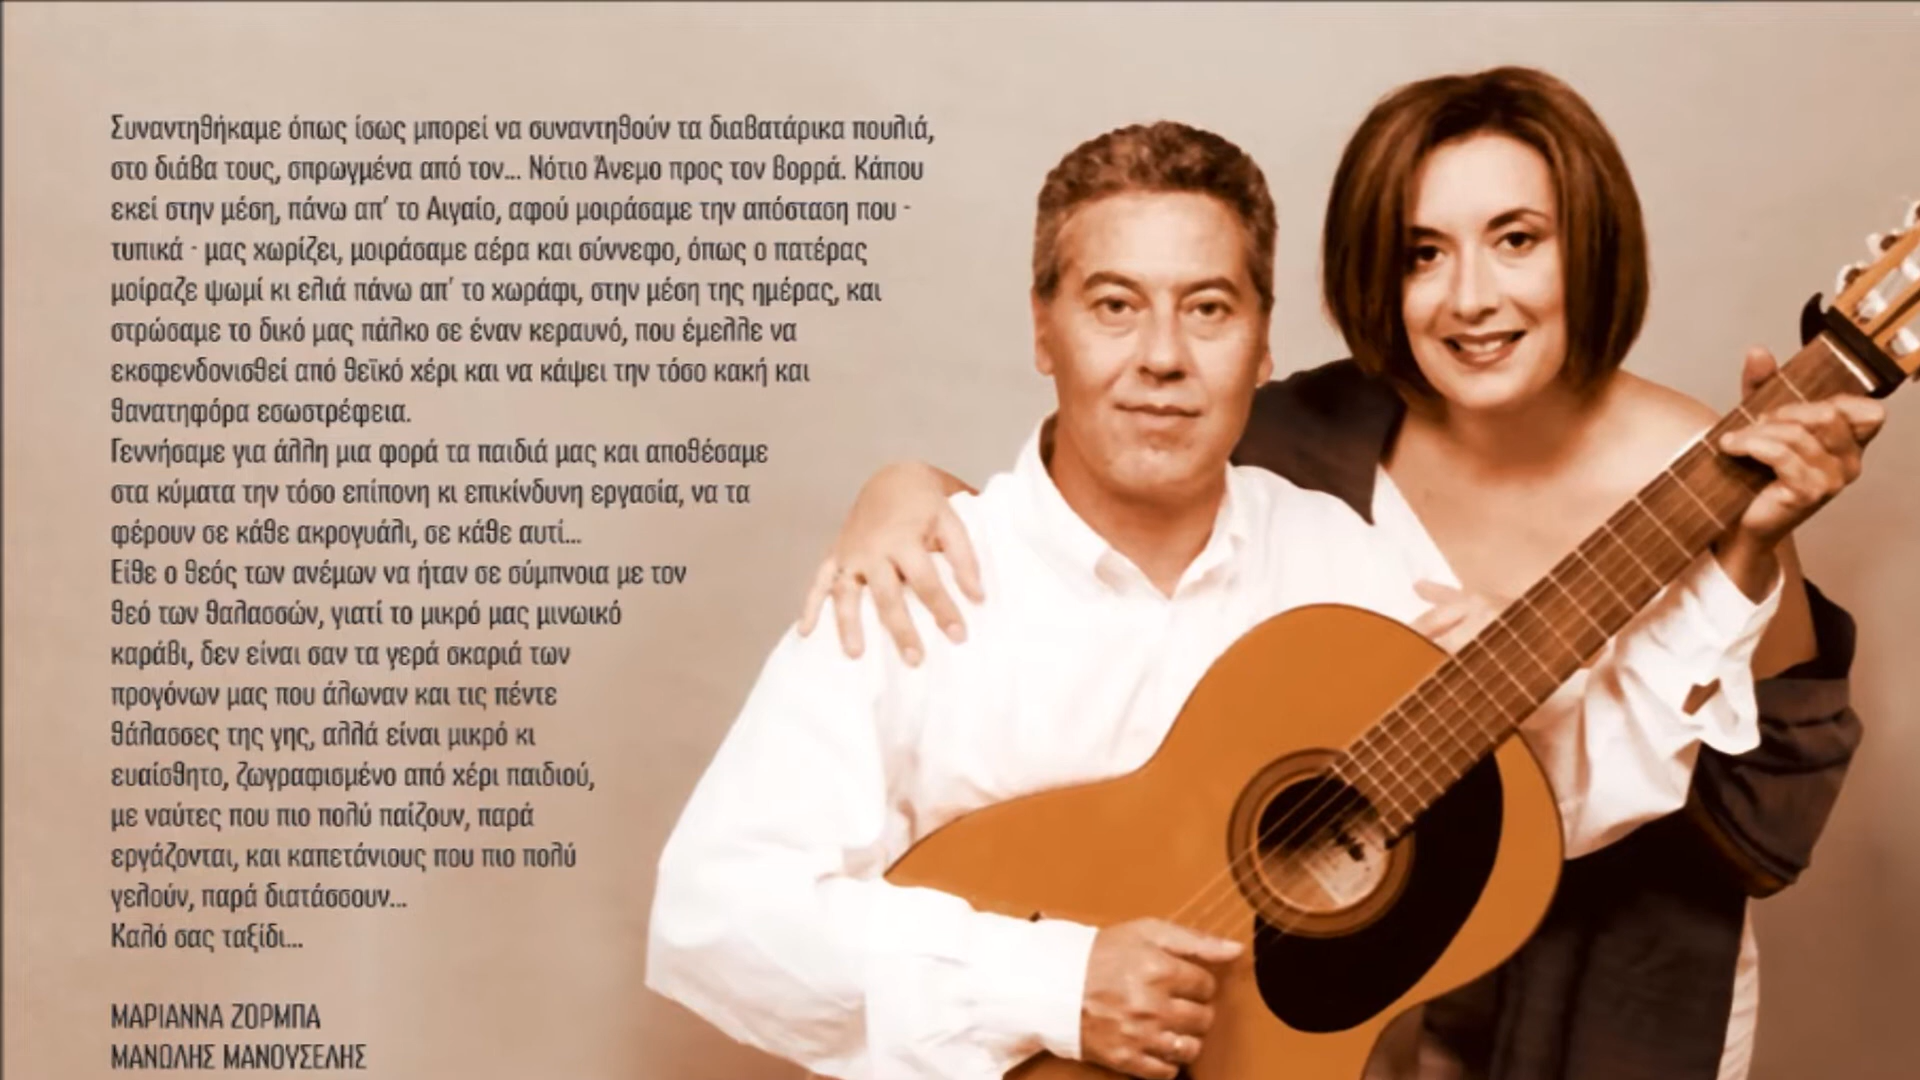 Συναντηθήκαμε όπως ίσως μπορεί να συναντηθούν τα διαβατάρικα πουλιά,
στο διάβα τους, σπρωγμένα από τον... Νότιο Άνεμο προς τον Βορρά. Κάπου
εκεί στην μέση, πάνω απ' το Αιγαίο, αφού μοιράσαμε την απόσταση που -
τυπικά - μας χωρίζει, μοιράσαμε αέρα και σύννεφο, όπως ο πατέρας
μοίραζε ψωμί κι ελιά πάνω απ' το χωράφι, στην μέση της ημέρας, και
στρώσαμε το δικό μας πάλκο σε έναν κεραυνό, που έμελλε να
εκσφενδονισθεί από θεϊκό χέρι και να κάψει την τόσο κακή και
θανατηφόρα εσωστρέφεια.
Γεννήσαμε για άλλη μια φορά τα παιδιά μας και αποθέσαμε
στα κύματα την τόσο επίπονη κι επικίνδυνη εργασία, να τα
φέρουν σε κάθε ακρογυάλι, σε κάθε αυτί...
Είθε ο θεός των ανέμων να ήταν σε σύμπνοια με τον
θεό των θαλασσών, γιατί το μικρό μας μινωικό
καράβι, δεν είναι σαν τα γερά σκαριά των
προγόνων μας που άλωναν και τις πέντε
θάλασσες της γης, αλλά είναι μικρό κι
ευαίσθητο, ζωγραφισμένο από χέρι παιδιού,
με ναύτες που πιο πολύ παίζουν, παρά
εργάζονται, και καπετάνιους που πιο πολύ
γελούν, παρά διατάσσουν...
Καλό σας ταξίδι...
ΜΑΡΙΑΝΝΑ ΖΟΡΜΠΑ
ΜΑΝΩΛΗΣ ΜΑΝΟΥΣΕΛΗΣ